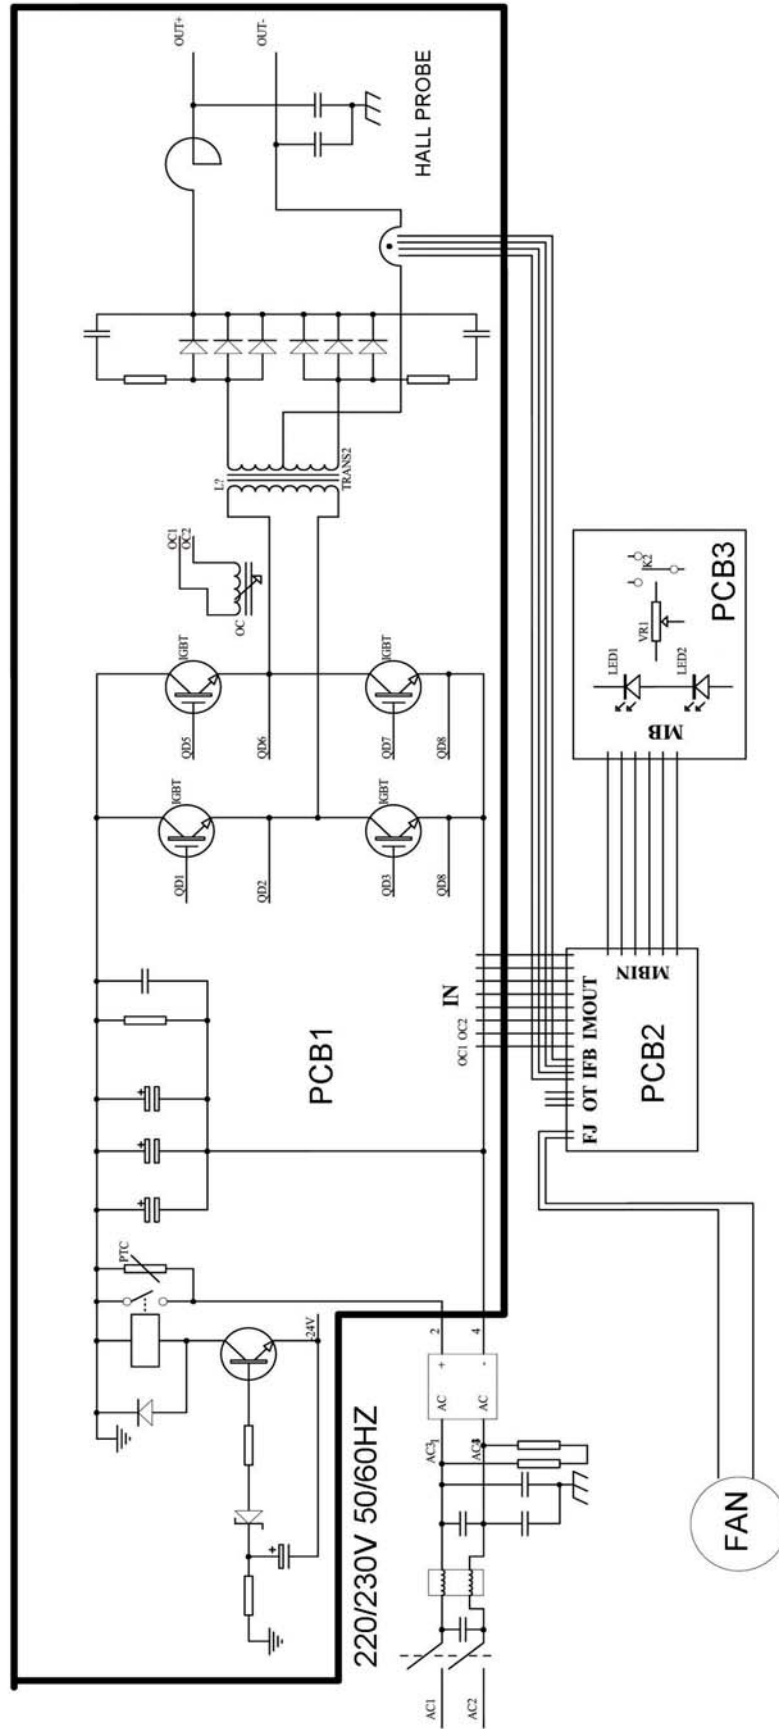 OUT+
OUT-
HALL PROBE
L?
TRANS2
OC1
OC2
OC
IGBT
IGBT
QD5
QD6
QD7
QD8
IGBT
IGBT
QD1
QD2
QD3
QD8
PCB1
IN
OC1 OC2
PTC
-24V
220/230V 50/60HZ
2
4
AC +
AC -
AC3 1
AC1
AC2
FJ OT IFB IMOUT
MBIN
PCB2
MB
LED1
LED2
VR1
K2
PCB3
FAN